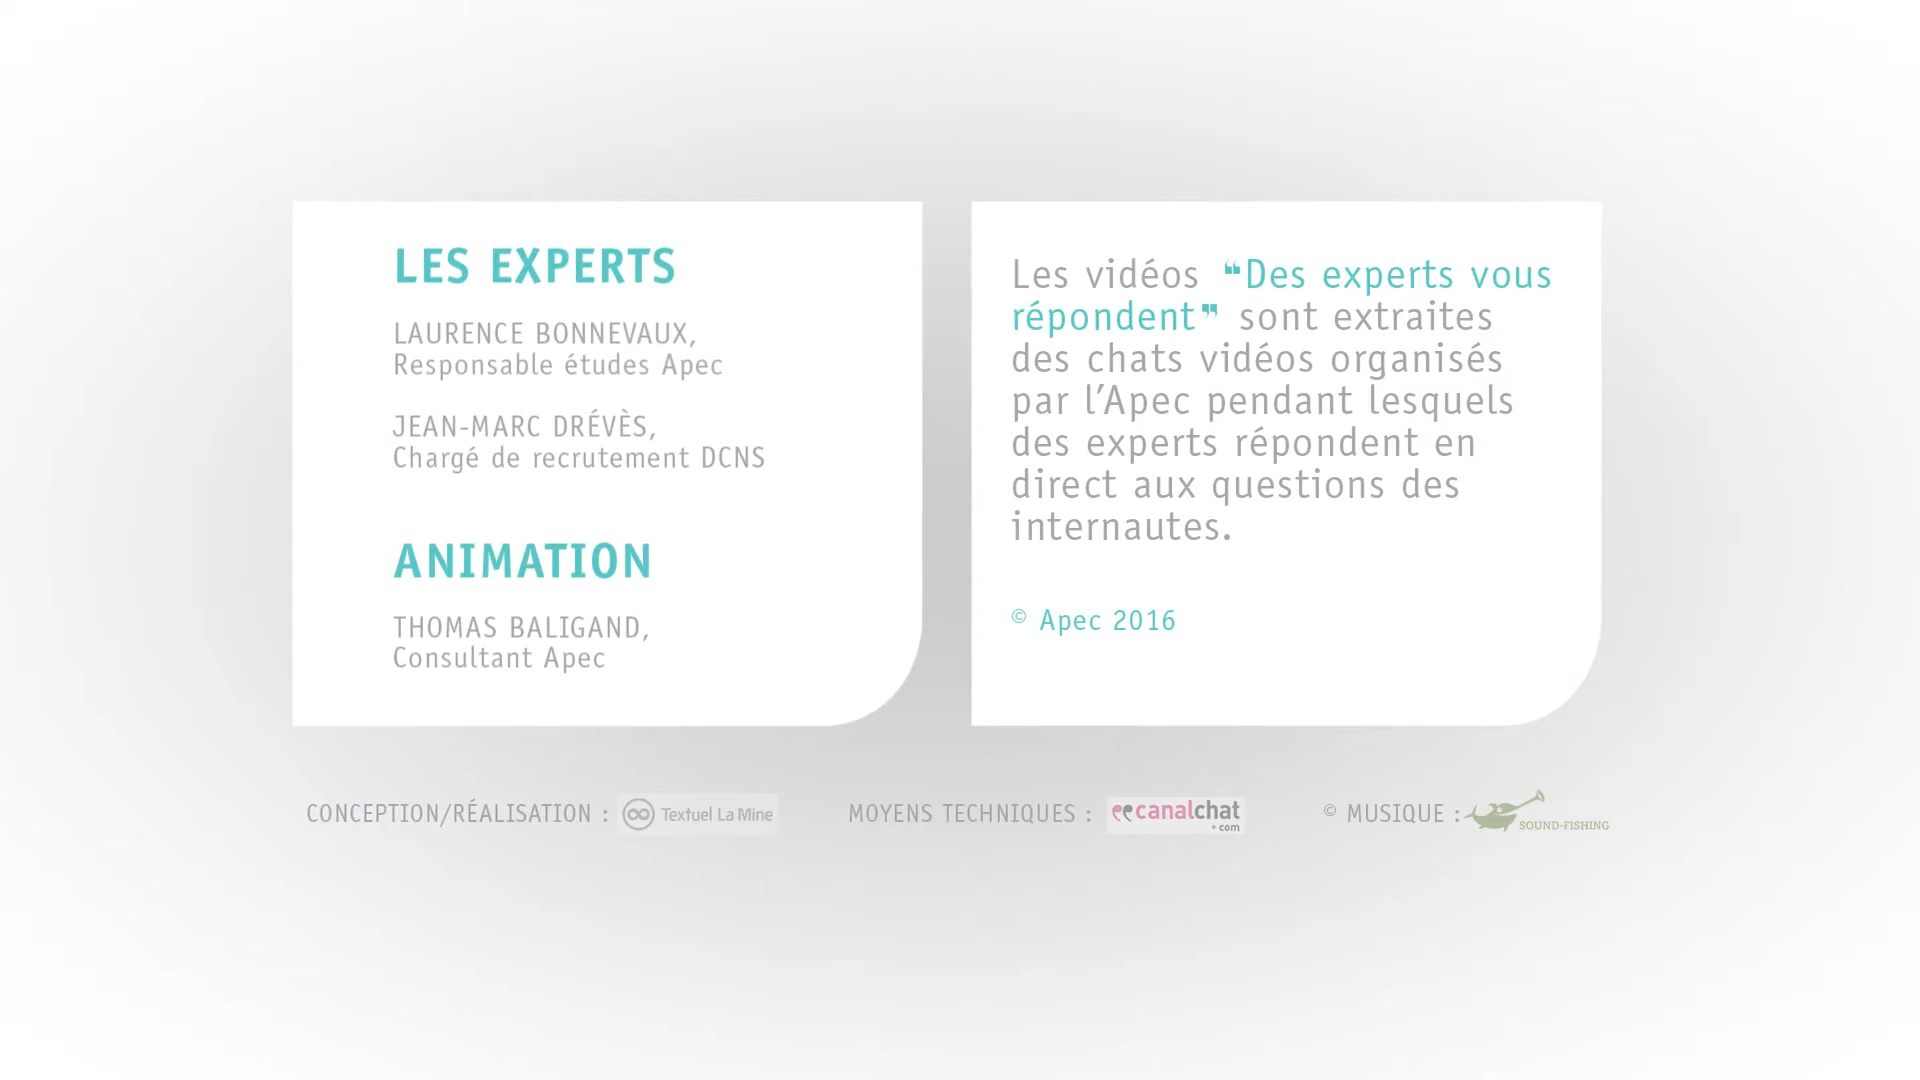 LES EXPERTS
LAURENCE BONNEVAUX,
Responsable études Apec
JEAN-MARC DRÉVÈS,
Chargé de recrutement DCNS
ANIMATION
THOMAS BALIGAND,
Consultant Apec
Les vidéos ❝Des experts vous
répondent❞ sont extraites
des chats vidéos organisés
par l’Apec pendant lesquels
des experts répondent en
direct aux questions des
internautes.
© Apec 2016
CONCEPTION/RÉALISATION : Textuel La Mine
MOYENS TECHNIQUES : canalchat
•com
© MUSIQUE : SOUND-FISHING